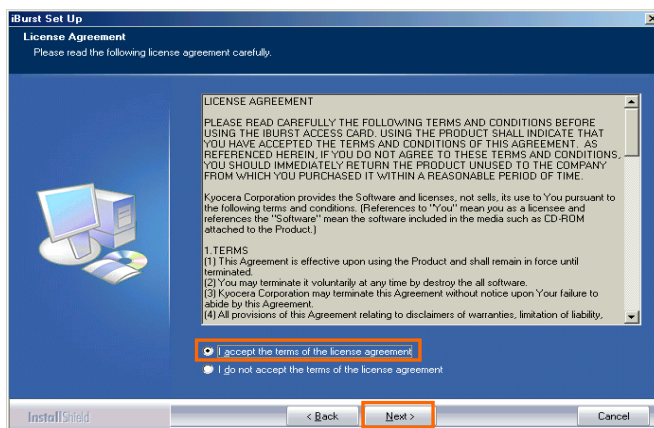 iBurst Set Up
License Agreement
Please read the following license agreement carefully.
LICENSE AGREEMENT
PLEASE READ CAREFULLY THE FOLLOWING TERMS AND CONDITIONS BEFORE
USING THE IBURST ACCESS CARD. USING THE PRODUCT SHALL INDICATE THAT
YOU HAVE ACCEPTED THE TERMS AND CONDITIONS OF THIS AGREEMENT. AS
REFERENCED HEREIN, IF YOU DO NOT AGREE TO THESE TERMS AND CONDITIONS,
YOU SHOULD IMMEDIATELY RETURN THE PRODUCT UNUSED TO THE COMPANY
FROM WHICH YOU PURCHASED IT WITHIN A REASONABLE PERIOD OF TIME.
Kyocera Corporation provides the Software and licenses, not sells, its use to You pursuant to
the following terms and conditions. (References to "You" mean you as a licensee and
references the "Software" mean the software included in the media such as CD-ROM
attached to the Product.)
1.TERMS
(1) This Agreement is effective upon using the Product and shall remain in force until
terminated.
(2) You may terminate it voluntarily at any time by destroy the all software.
(3) Kyocera Corporation may terminate this Agreement without notice upon Your failure to
abide by this Agreement.
(4) All provisions of this Agreement relating to disclaimers of warranties, limitation of liability,
I accept the terms of the license agreement
I do not accept the terms of the license agreement
InstallShield
< Back
Next >
Cancel